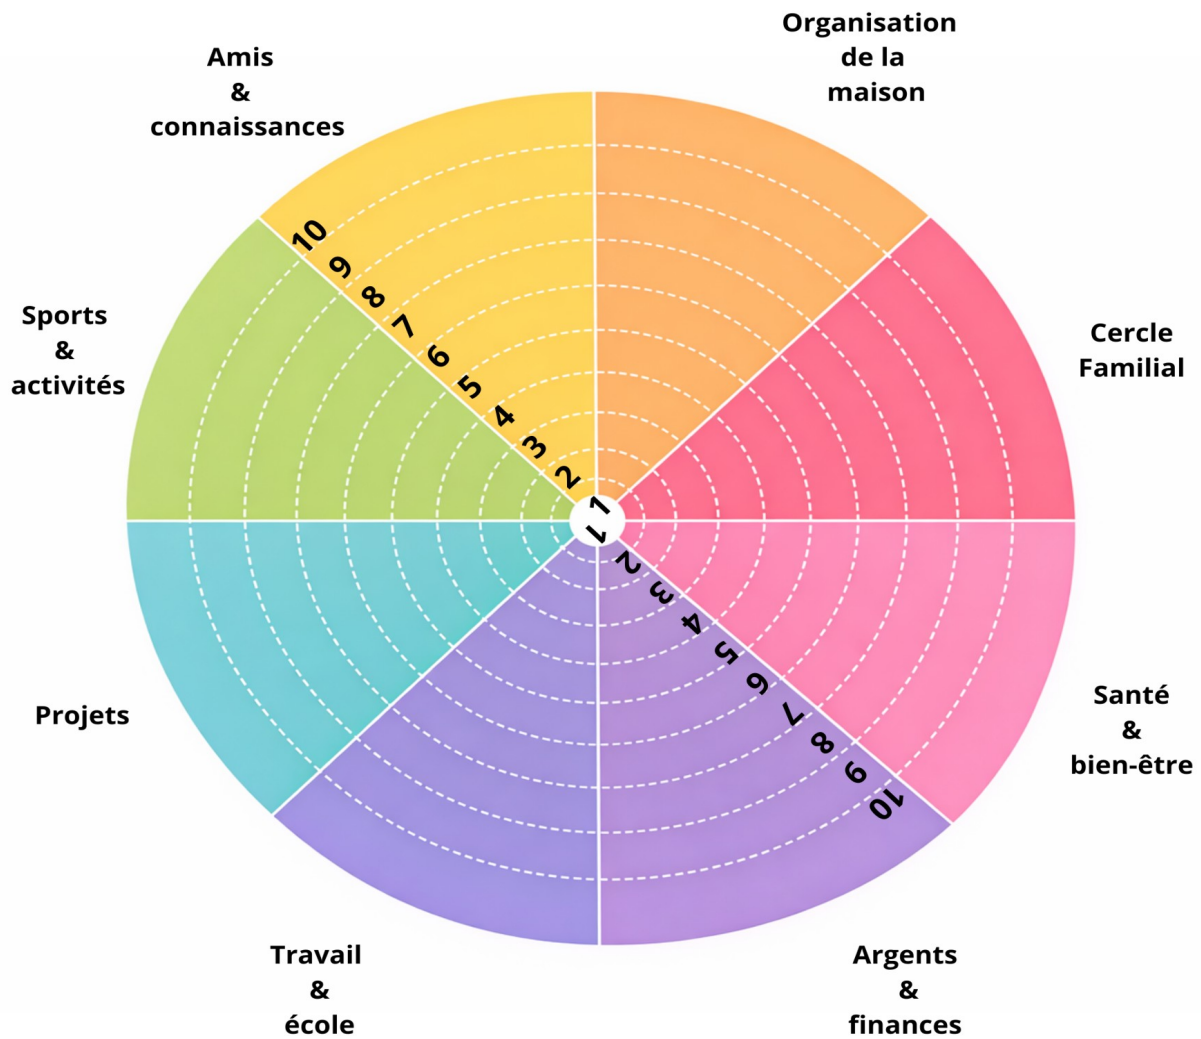 Organisation
de la
maison
Amis
&
connaissances
10
9
8
7
6
5
4
3
2
1
Sports
&
activités
Cercle
Familial
1
2
3
4
5
6
7
8
9
10
Projets
Santé
&
bien-être
Travail
&
école
Argents
&
finances